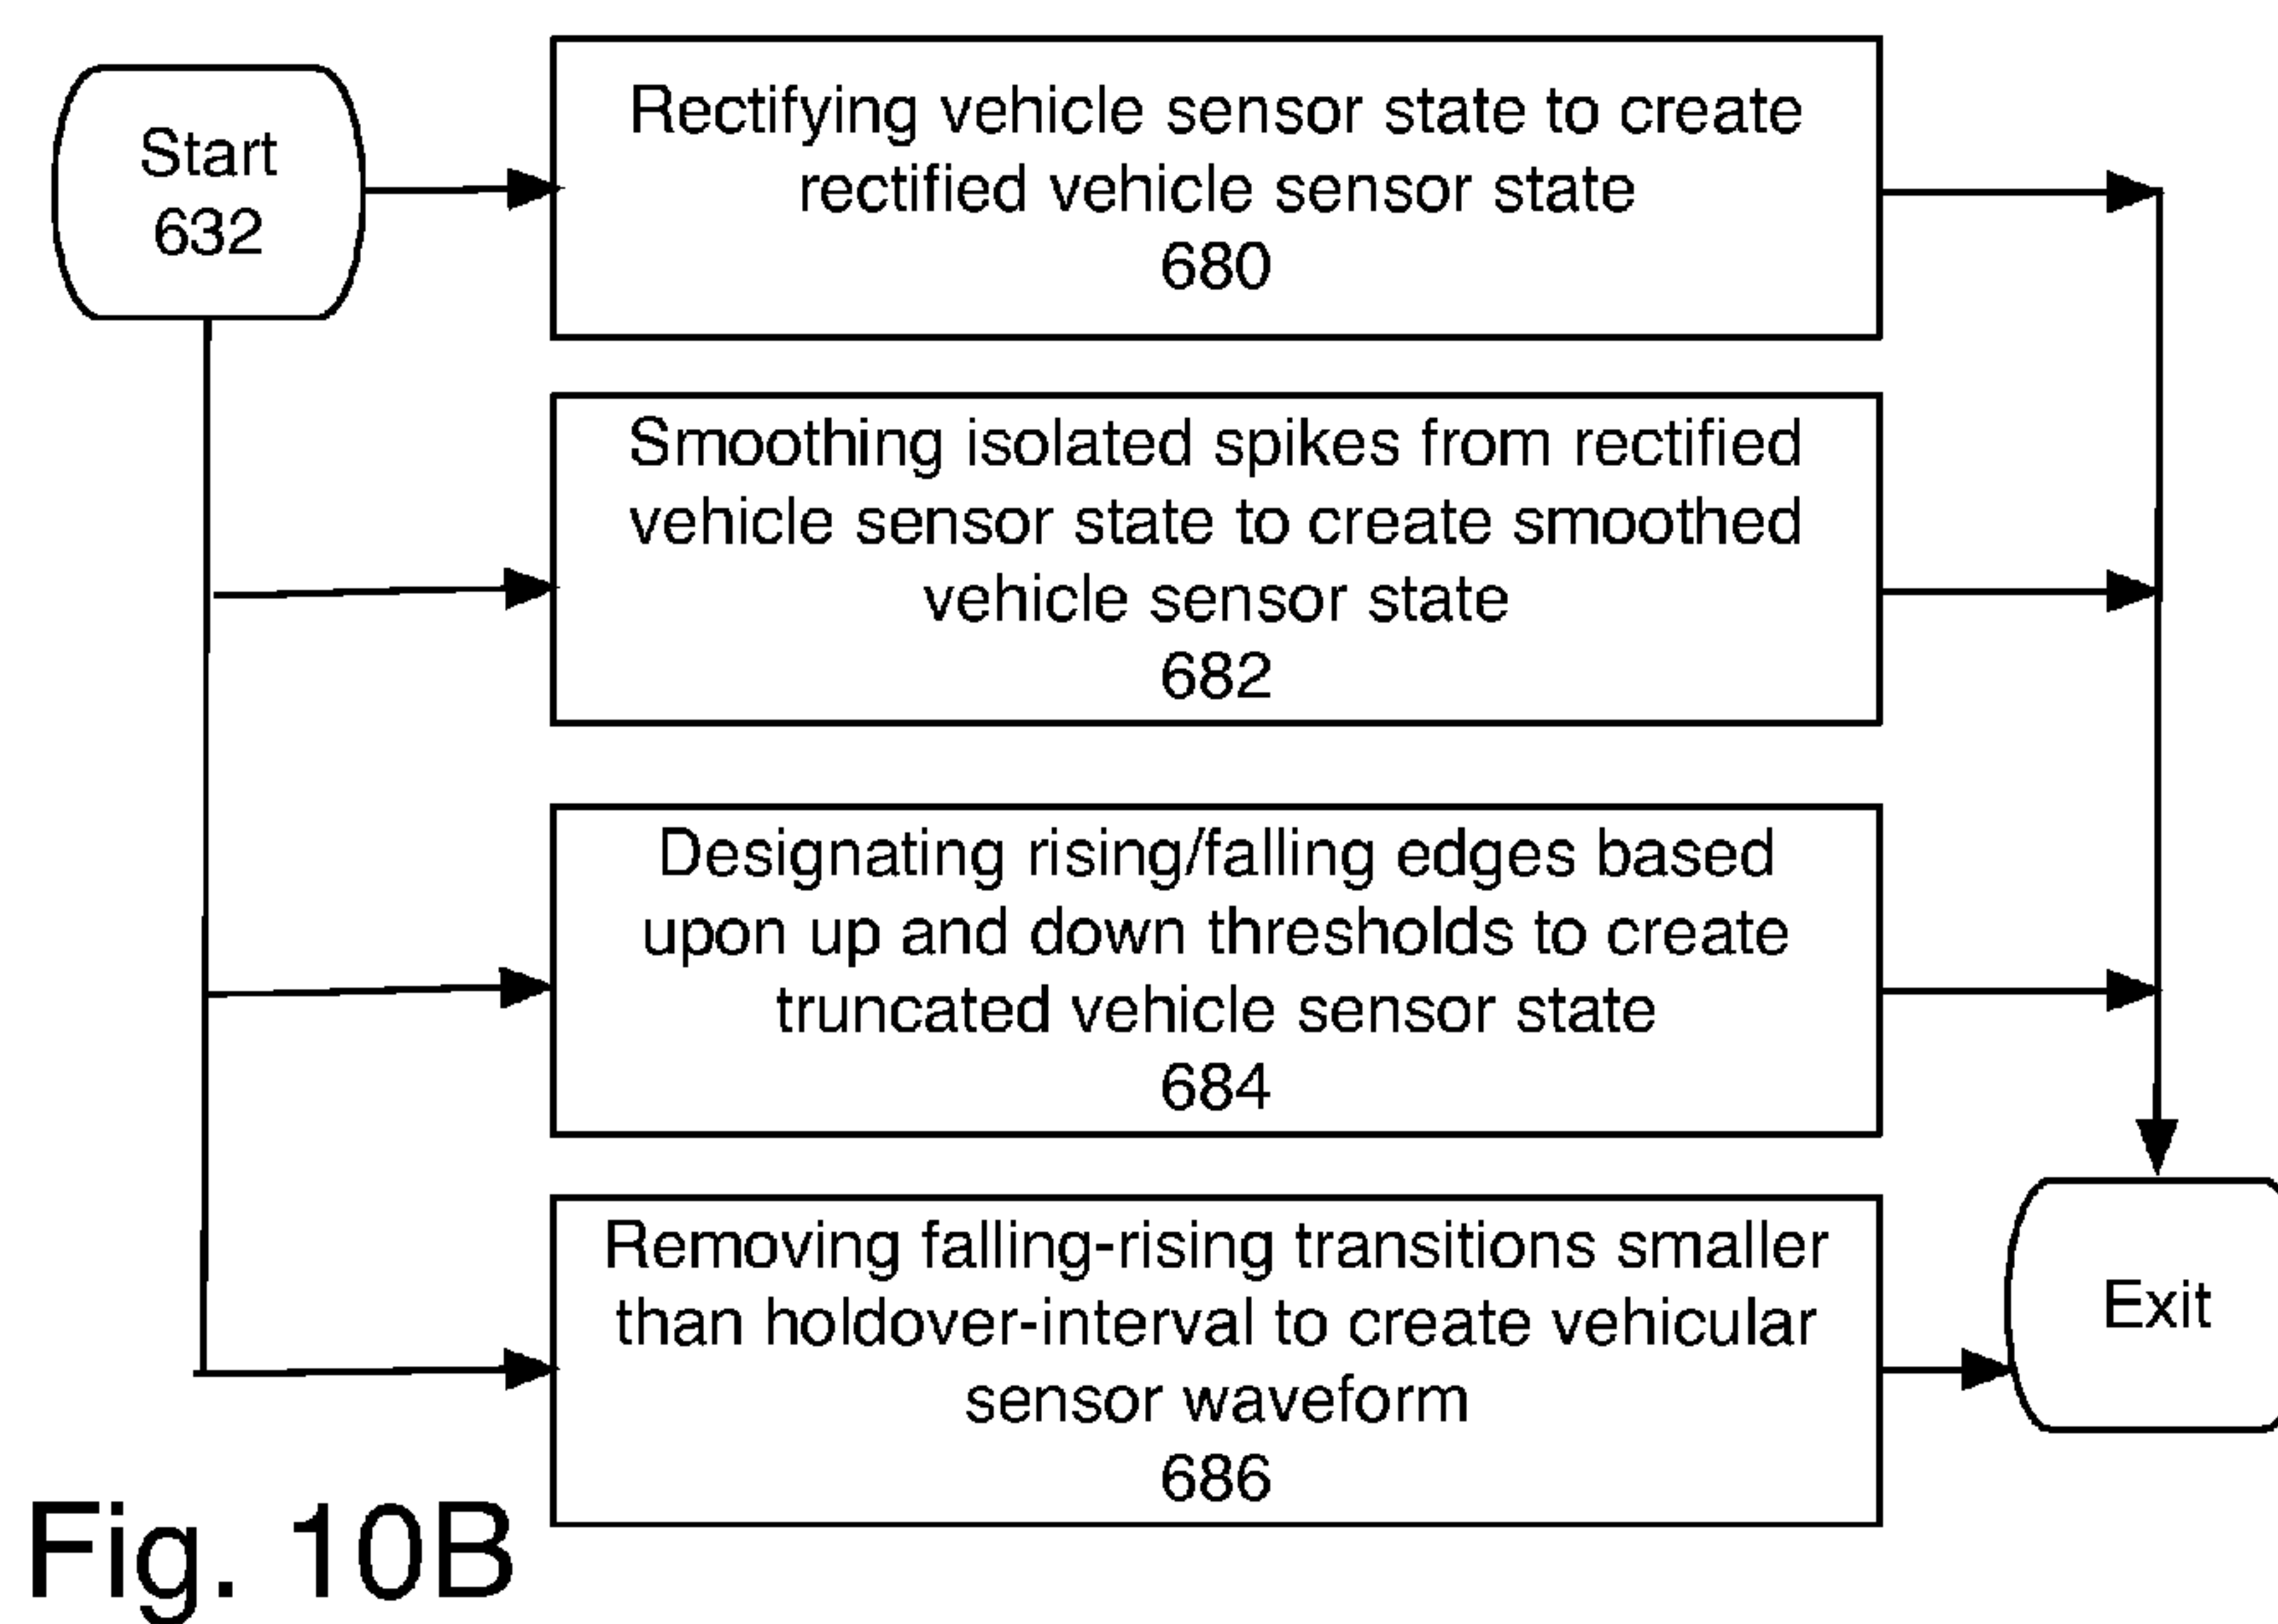 Start
632
Rectifying vehicle sensor state to create
rectified vehicle sensor state
680
Smoothing isolated spikes from rectified
vehicle sensor state to create smoothed
vehicle sensor state
682
Designating rising/falling edges based
upon up and down thresholds to create
truncated vehicle sensor state
684
Removing falling-rising transitions smaller
than holdover-interval to create vehicular
sensor waveform
686
Exit
Fig. 10B